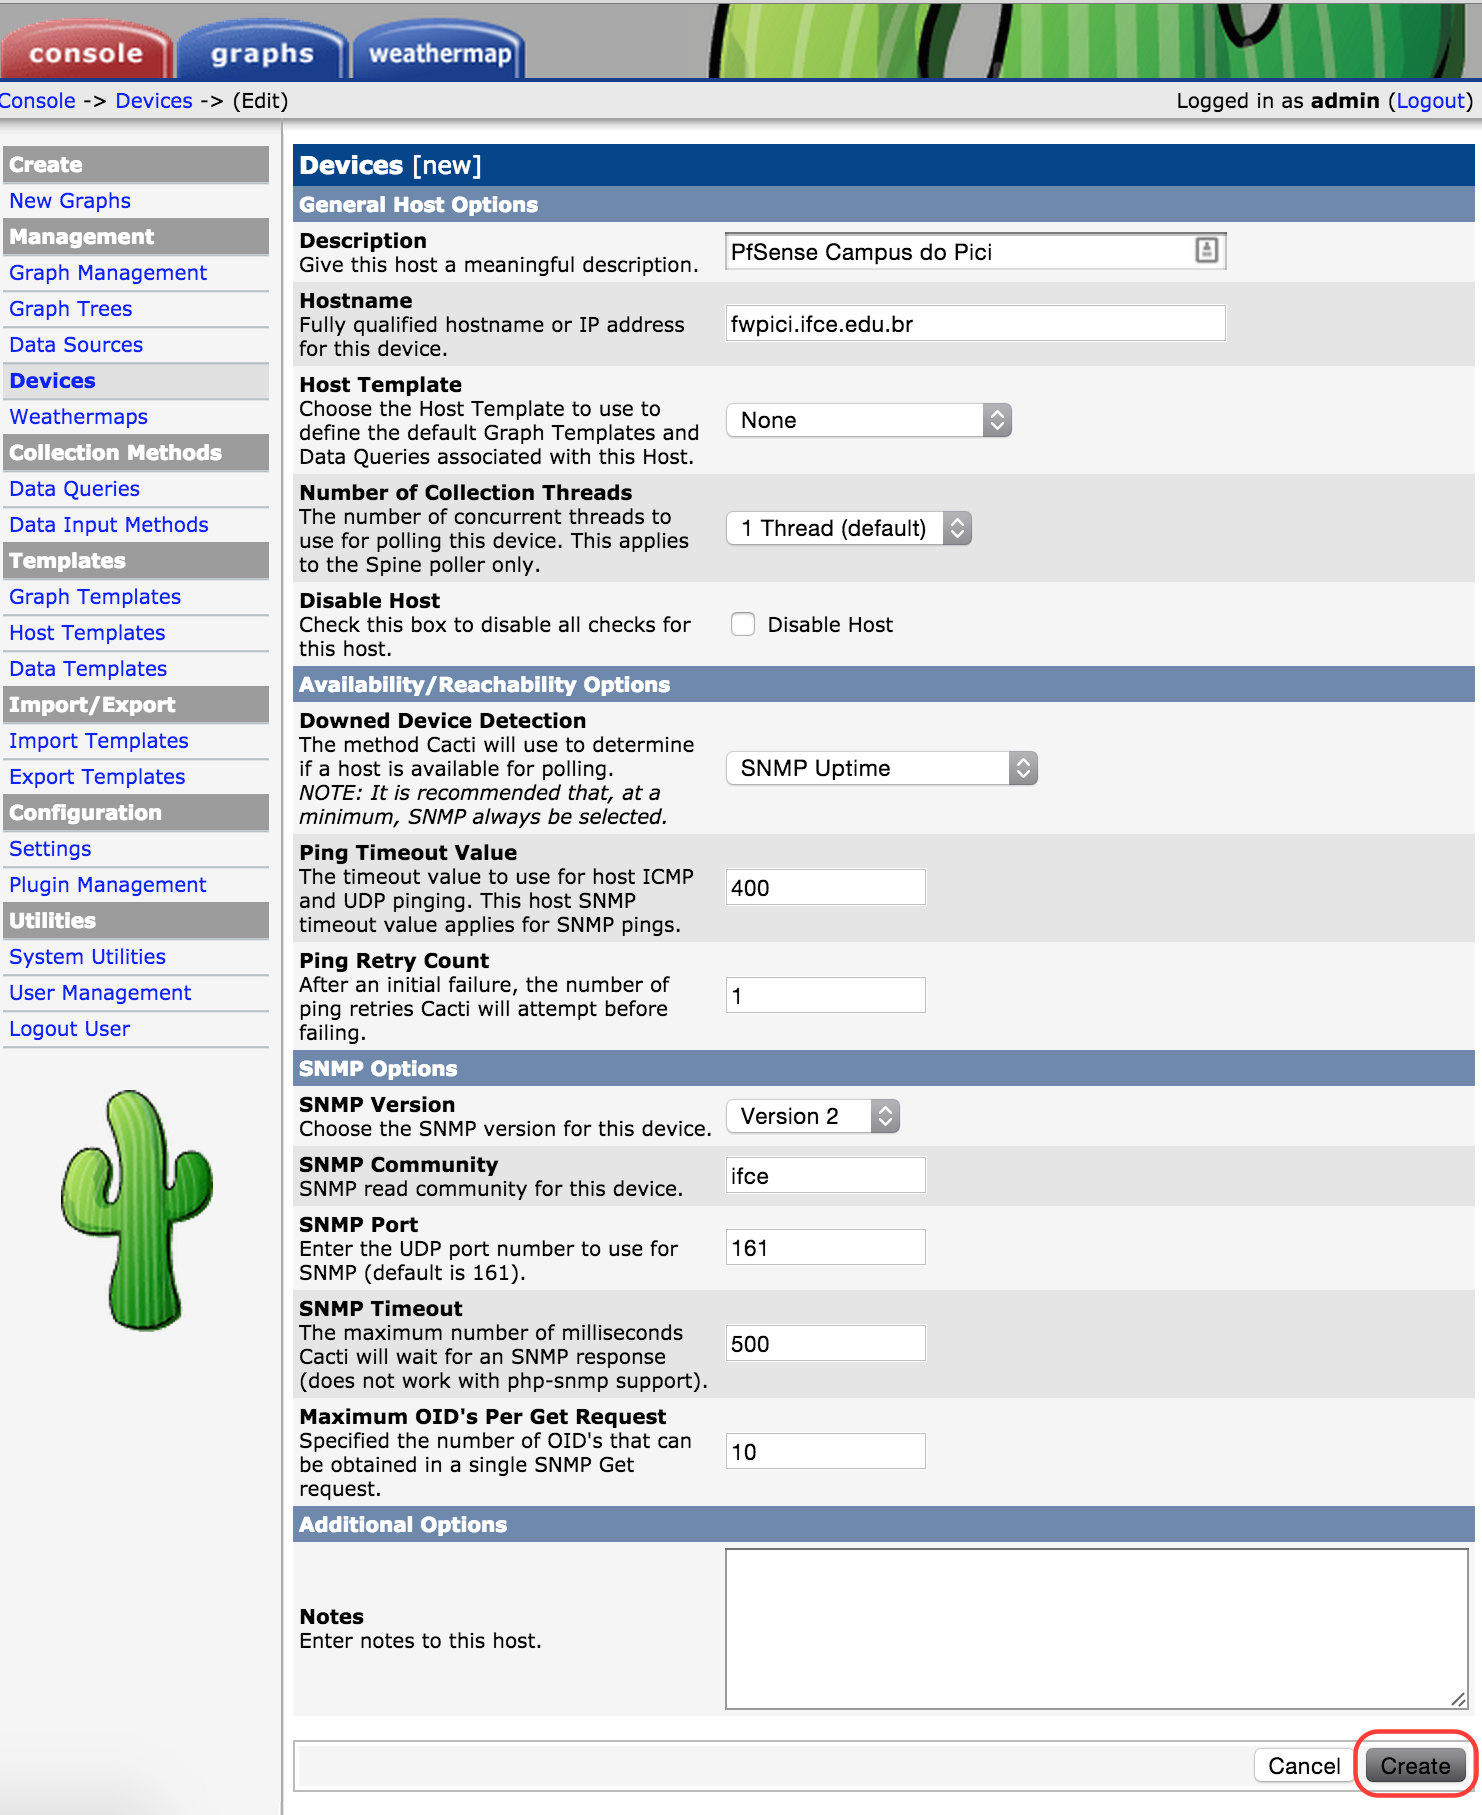 console graphs weathermap
Console -> Devices -> (Edit)
Logged in as admin (Logout)
Create
New Graphs
Management
Graph Management
Graph Trees
Data Sources
Devices
Weathermaps
Collection Methods
Data Queries
Data Input Methods
Templates
Graph Templates
Host Templates
Data Templates
Import/Export
Import Templates
Export Templates
Configuration
Settings
Plugin Management
Utilities
System Utilities
User Management
Logout User
Devices [new]
General Host Options
Description
Give this host a meaningful description.
PfSense Campus do Pici
Hostname
Fully qualified hostname or IP address
for this device.
fwpici.ifce.edu.br
Host Template
Choose the Host Template to use to
define the default Graph Templates and
Data Queries associated with this Host.
None
Number of Collection Threads
The number of concurrent threads to
use for polling this device. This applies
to the Spine poller only.
1 Thread (default)
Disable Host
Check this box to disable all checks for
this host.
Disable Host
Availability/Reachability Options
Downed Device Detection
The method Cacti will use to determine
if a host is available for polling.
NOTE: It is recommended that, at a
minimum, SNMP always be selected.
SNMP Uptime
Ping Timeout Value
The timeout value to use for host ICMP
and UDP pinging. This host SNMP
timeout value applies for SNMP pings.
400
Ping Retry Count
After an initial failure, the number of
ping retries Cacti will attempt before
failing.
1
SNMP Options
SNMP Version
Choose the SNMP version for this device.
Version 2
SNMP Community
SNMP read community for this device.
ifce
SNMP Port
Enter the UDP port number to use for
SNMP (default is 161).
161
SNMP Timeout
The maximum number of milliseconds
Cacti will wait for an SNMP response
(does not work with php-snmp support).
500
Maximum OID's Per Get Request
Specified the number of OID's that can
be obtained in a single SNMP Get
request.
10
Additional Options
Notes
Enter notes to this host.
Cancel Create